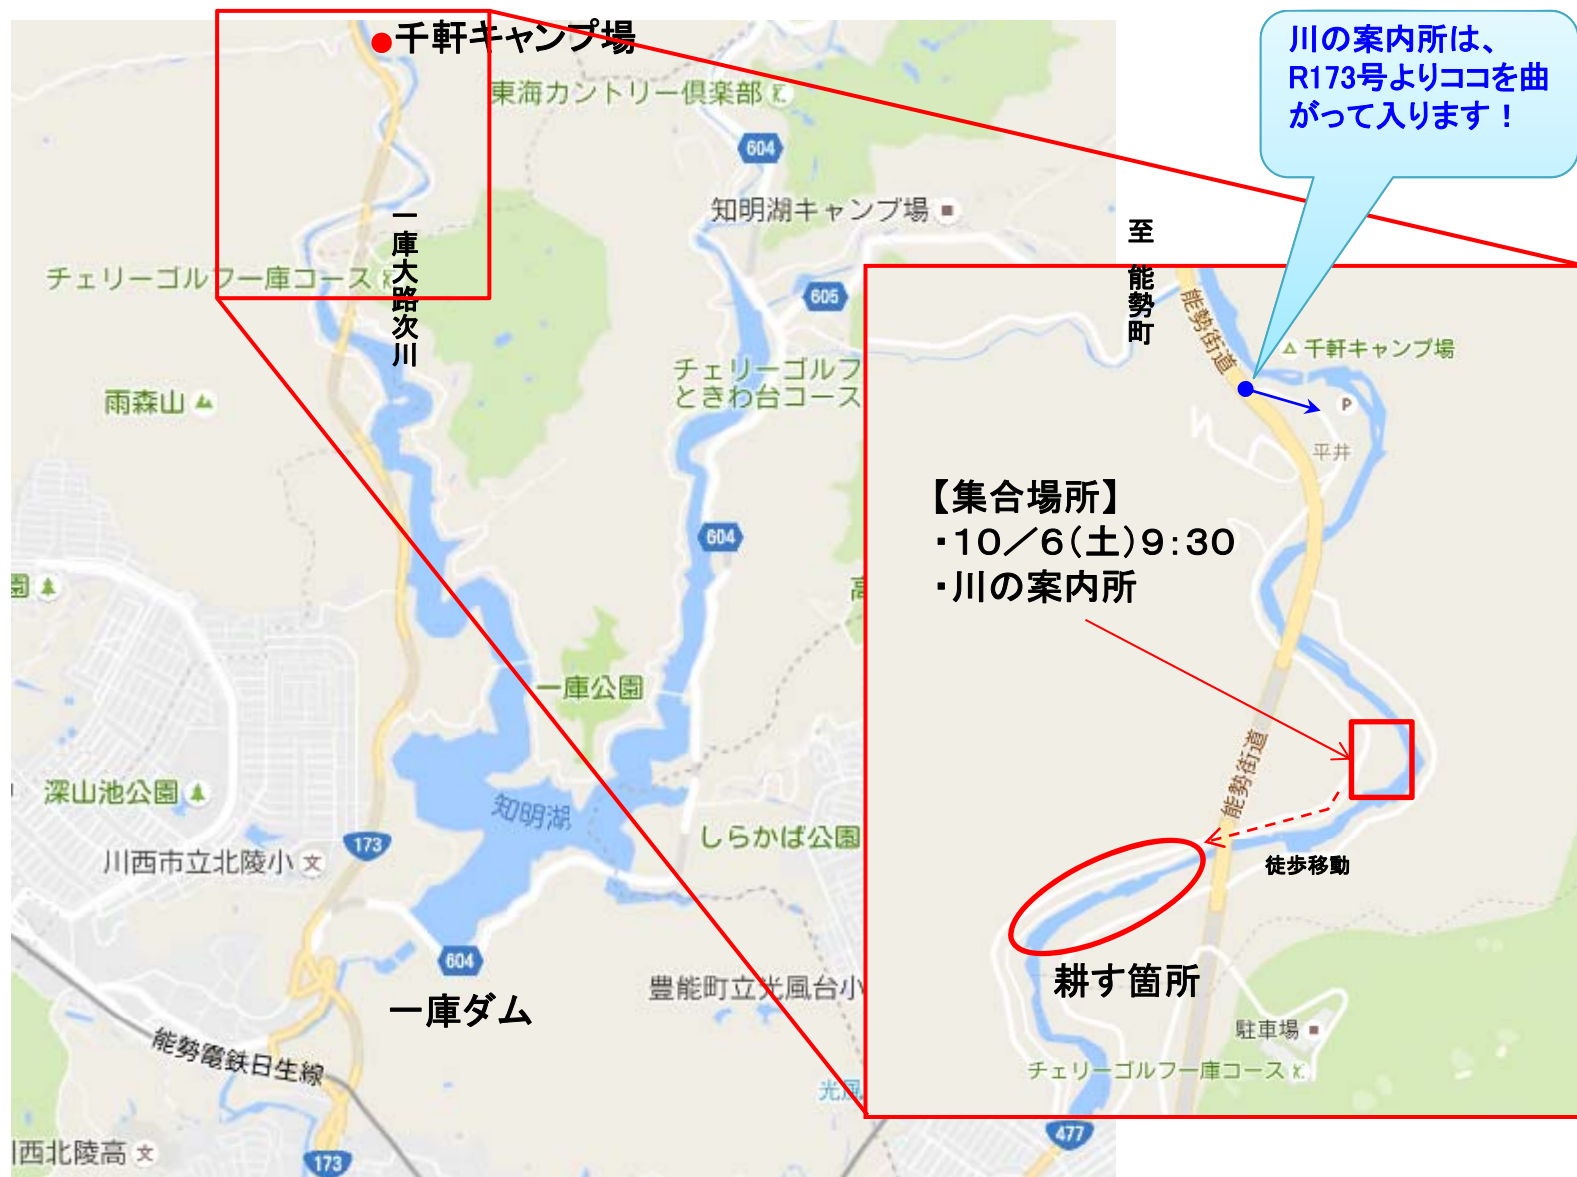 千軒キャンプ場
東海カントリー倶楽部
604
知明湖キャンプ場
一庫大路次川
チェリーゴルフ一庫コース
605
チェリーゴルフ
ときわ台コース
雨森山
604
園
高
一庫公園
深山池公園
知明湖
173
しらかば公園
川西市立北陵小
文
604
一庫ダム
豊能町立光風台小
能勢電鉄日生線
光風
川西北陵高
文
173
477
川の案内所は、
R173号よりココを曲
がって入ります！
至 能勢町
能勢街道
千軒キャンプ場
P
平井
【集合場所】
・10／6(土)9:30
・川の案内所
能勢街道
徒歩移動
耕す箇所
駐車場
チェリーゴルフ一庫コース